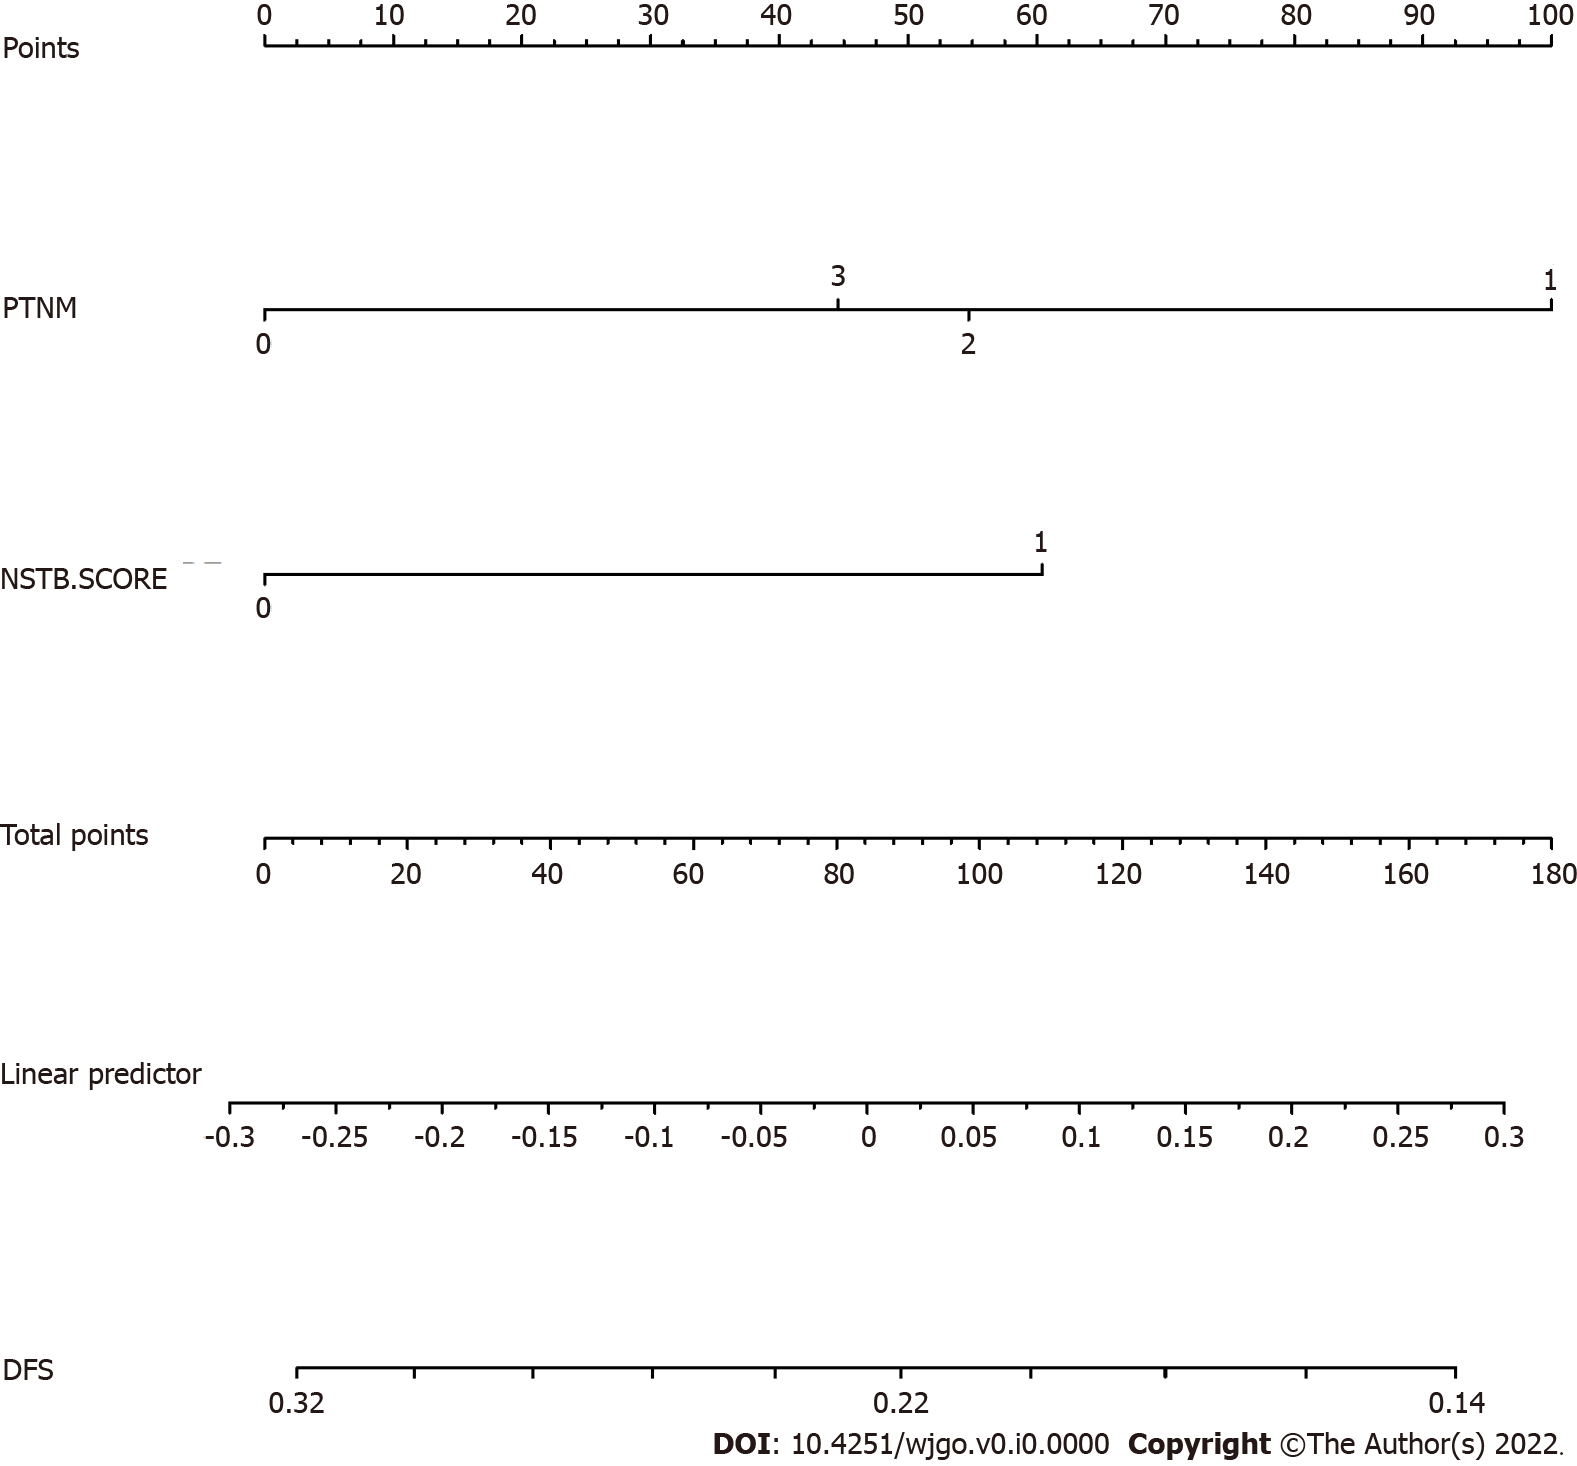 0 10 20 30 40 50 60 70 80 90 100
Points
3 1
PTNM
0 2
1
NSTB.SCORE
0
Total points
0 20 40 60 80 100 120 140 160 180
Linear predictor
-0.3 -0.25 -0.2 -0.15 -0.1 -0.05 0 0.05 0.1 0.15 0.2 0.25 0.3
DFS
0.32 0.22 0.14
DOI: 10.4251/wjgo.v0.i0.0000 Copyright ©The Author(s) 2022.